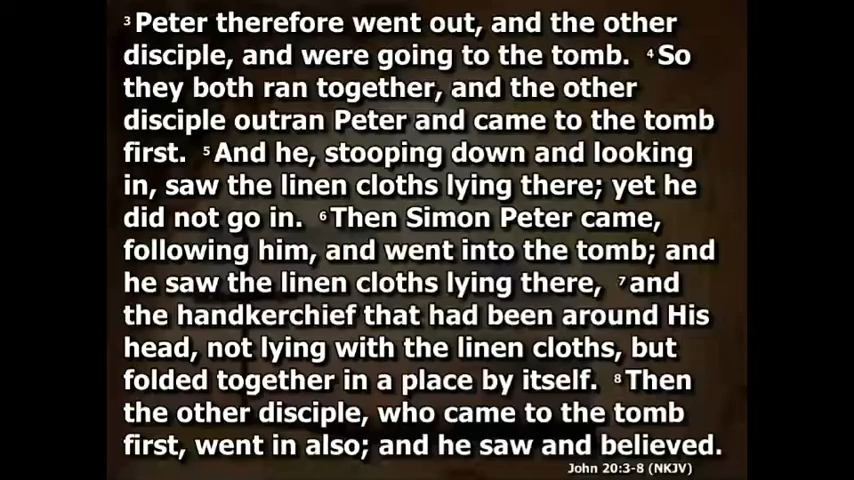 3 Peter therefore went out, and the other
disciple, and were going to the tomb. 4 So
they both ran together, and the other
disciple outran Peter and came to the tomb
first. 5 And he, stooping down and looking
in, saw the linen cloths lying there; yet he
did not go in. 6 Then Simon Peter came,
following him, and went into the tomb; and
he saw the linen cloths lying there, 7 and
the handkerchief that had been around His
head, not lying with the linen cloths, but
folded together in a place by itself. 8 Then
the other disciple, who came to the tomb
first, went in also; and he saw and believed.
John 20:3-8 (NKJV)